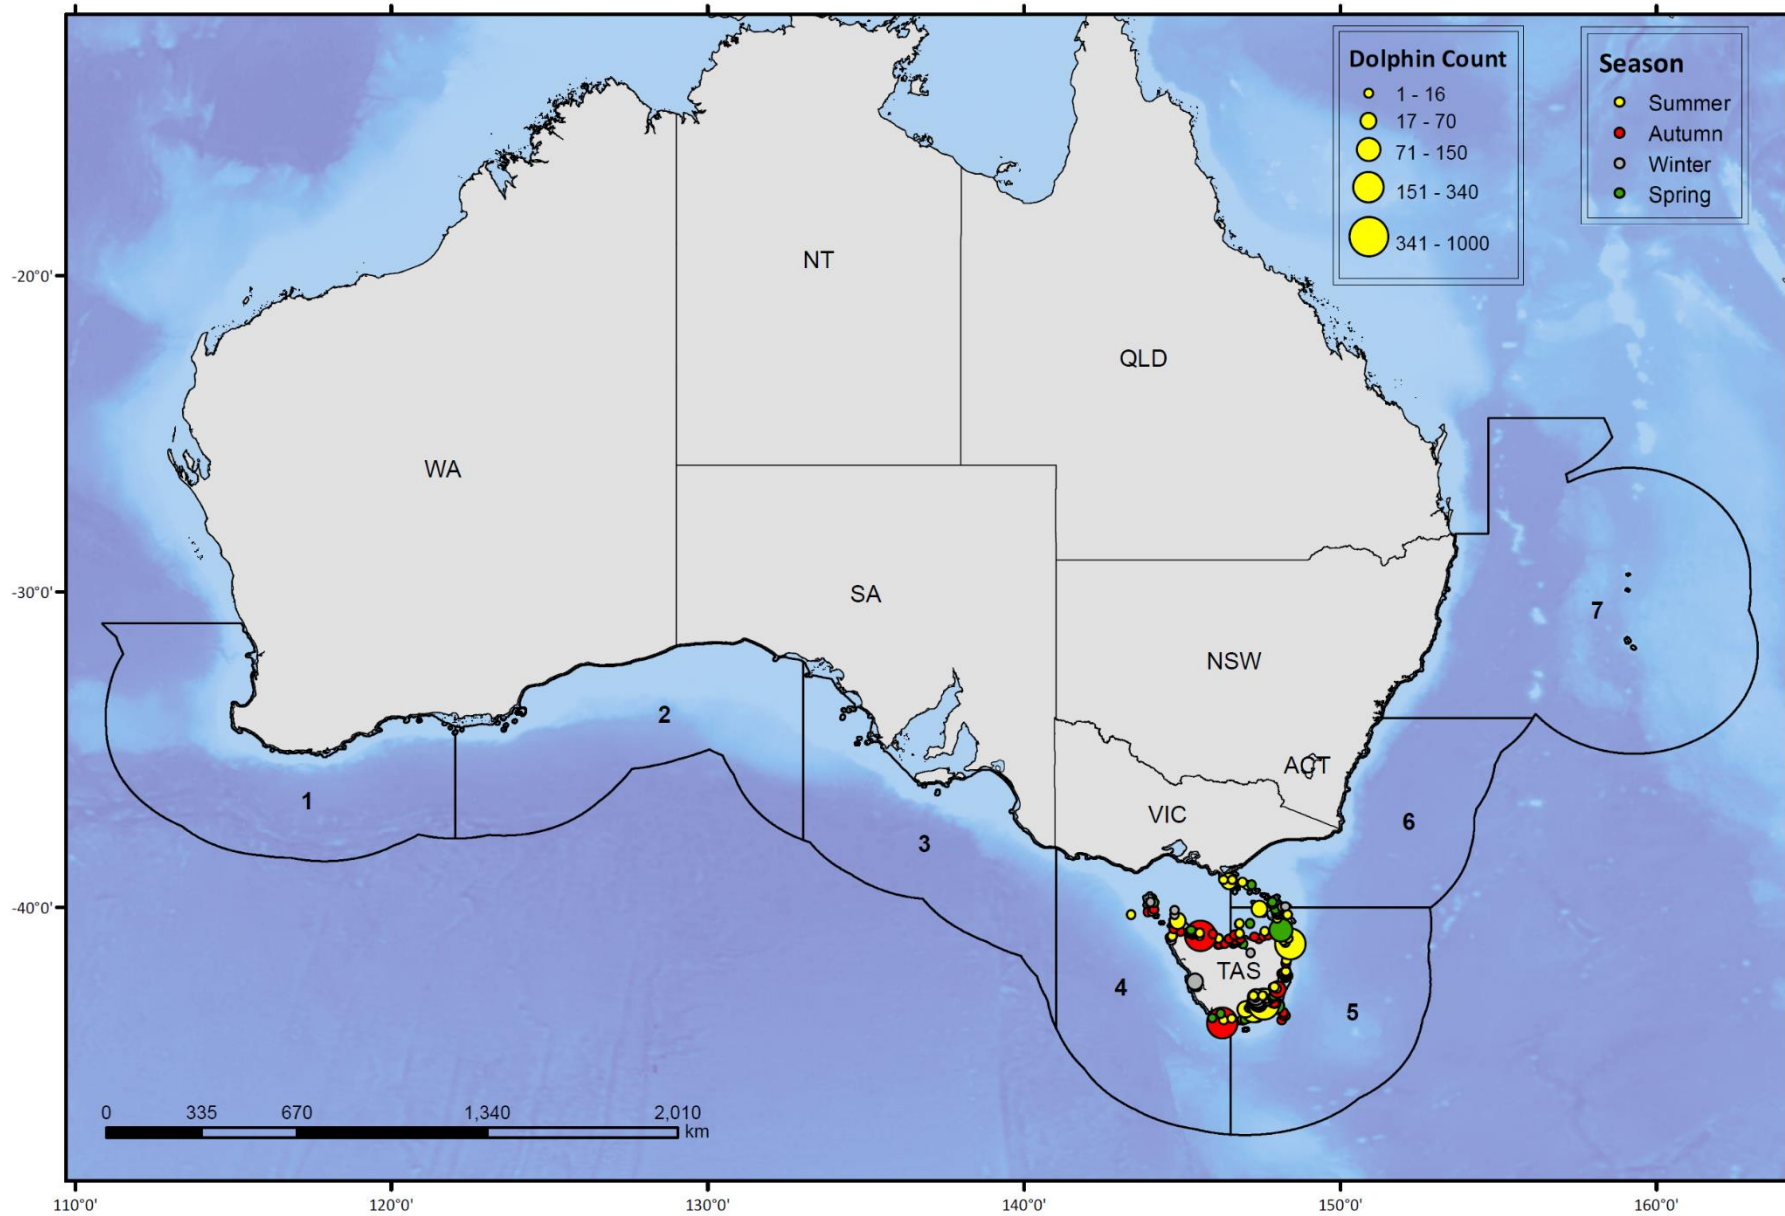 Dolphin Count
1 - 16
17 - 70
71 - 150
151 - 340
341 - 1000
Season
Summer
Autumn
Winter
Spring
NT
QLD
WA
SA
NSW
ACT
VIC
TAS
1
2
3
4
5
6
7
-20°0'
-30°0'
-40°0'
0 335 670 1,340 2,010
km
110°0' 120°0' 130°0' 140°0' 150°0' 160°0'